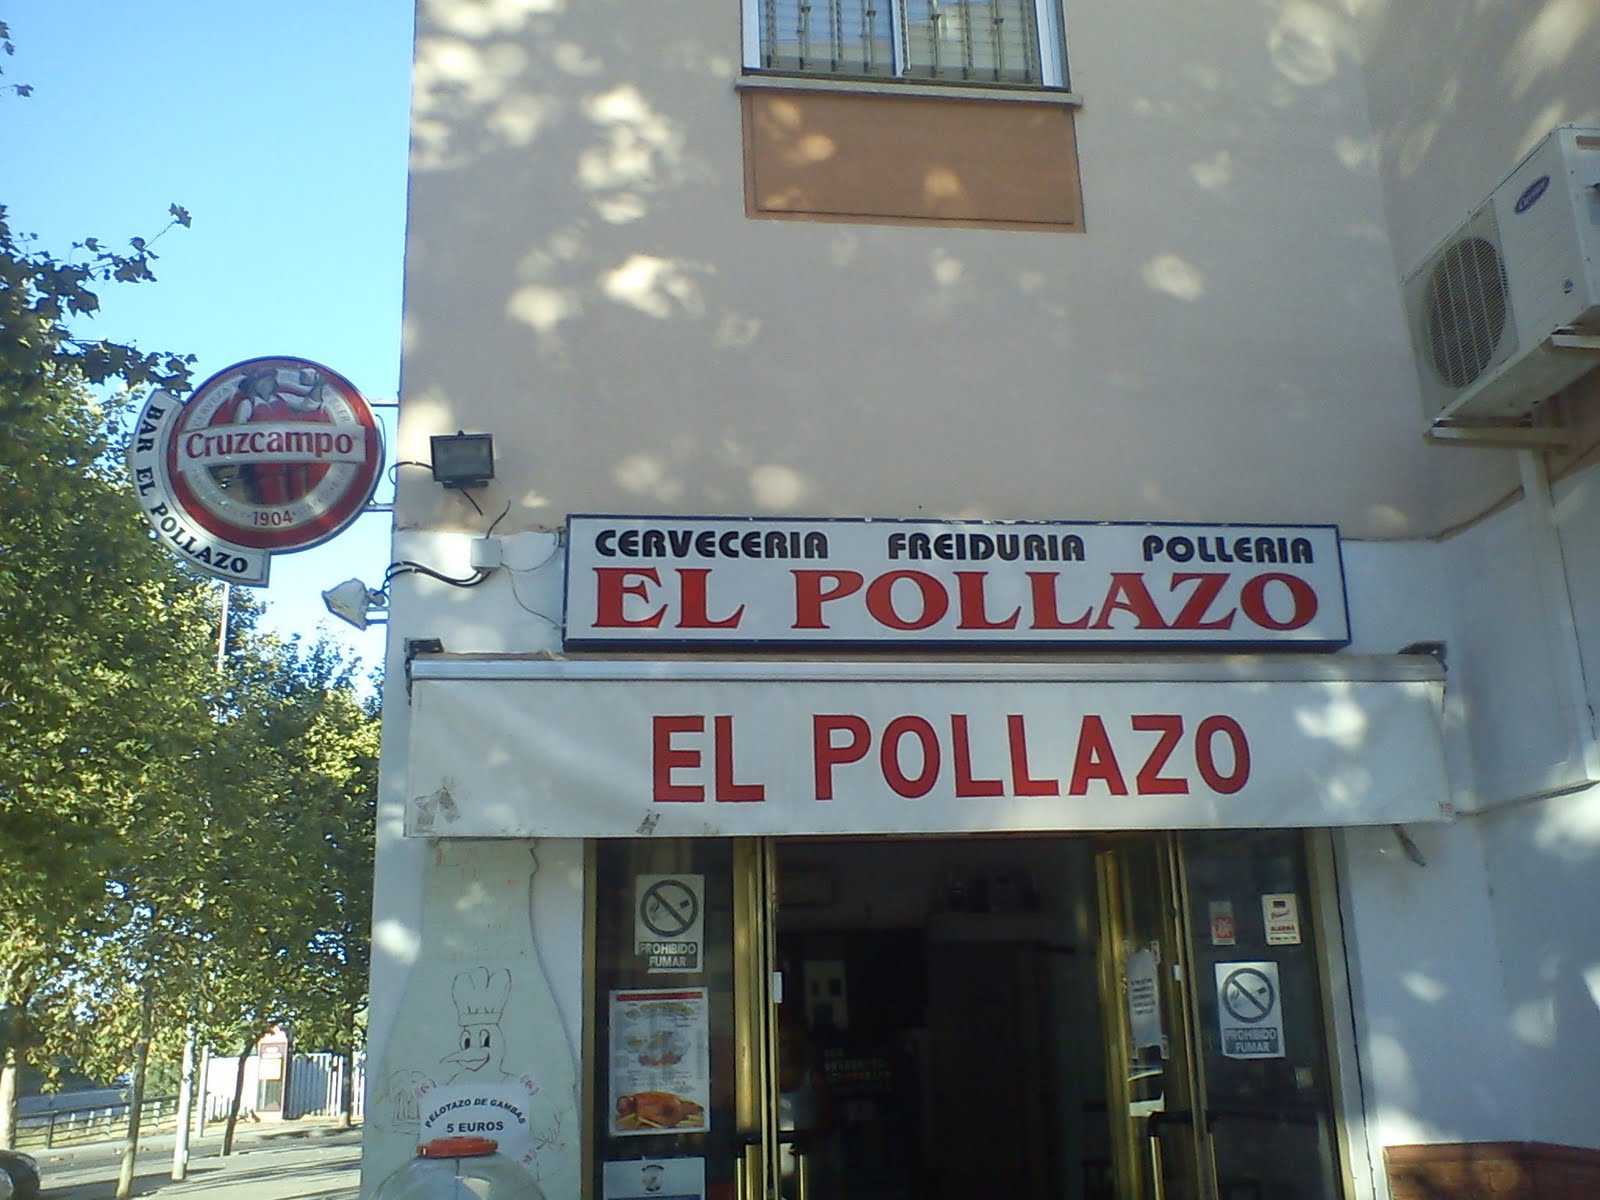 Cruzcampo
1904
BAR EL POLLAZO
CERVECERIA FREIDURIA POLLERIA
EL POLLAZO
EL POLLAZO
PROHIBIDO
FUMAR
ALARMA
PROHIBIDO
FUMAR
PELOTAZO DE GAMBAS
5 EUROS